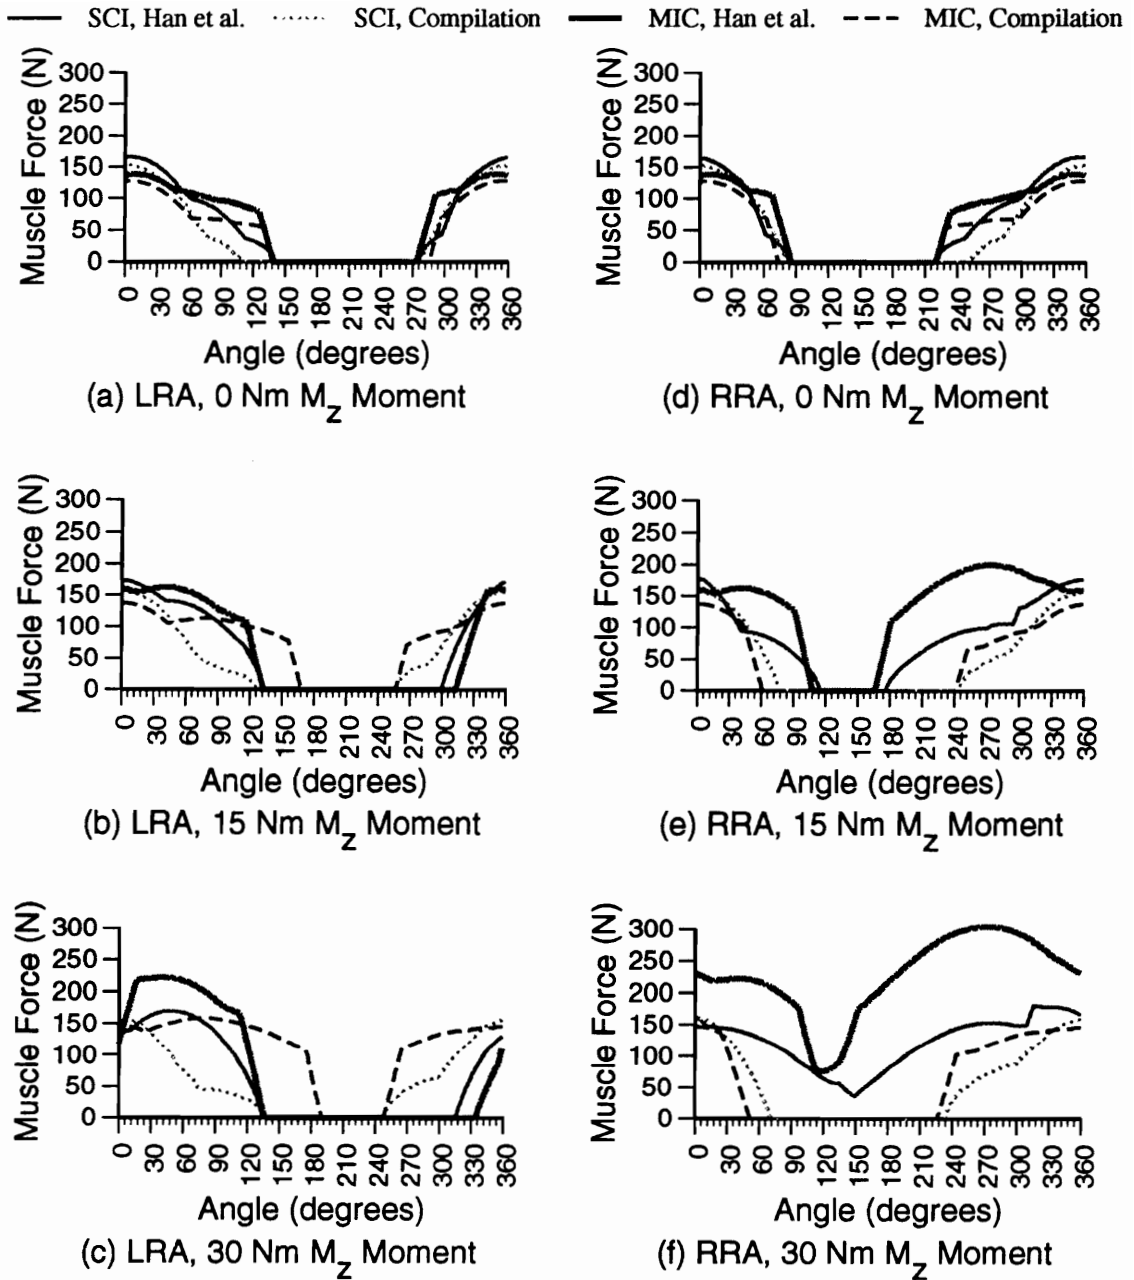 SCI, Han et al. SCI, Compilation MIC, Han et al. MIC, Compilation
Muscle Force (N)
300
250
200
150
100
50
0
0 30 60 90 120 150 180 210 240 270 300 330 360
Angle (degrees)
(a) LRA, 0 Nm Mz Moment
Muscle Force (N)
300
250
200
150
100
50
0
0 30 60 90 120 150 180 210 240 270 300 330 360
Angle (degrees)
(d) RRA, 0 Nm Mz Moment
Muscle Force (N)
300
250
200
150
100
50
0
0 30 60 90 120 150 180 210 240 270 300 330 360
Angle (degrees)
(b) LRA, 15 Nm Mz Moment
Muscle Force (N)
300
250
200
150
100
50
0
0 30 60 90 120 150 180 210 240 270 300 330 360
Angle (degrees)
(e) RRA, 15 Nm Mz Moment
Muscle Force (N)
300
250
200
150
100
50
0
0 30 60 90 120 150 180 210 240 270 300 330 360
Angle (degrees)
(c) LRA, 30 Nm Mz Moment
Muscle Force (N)
300
250
200
150
100
50
0
0 30 60 90 120 150 180 210 240 270 300 330 360
Angle (degrees)
(f) RRA, 30 Nm Mz Moment